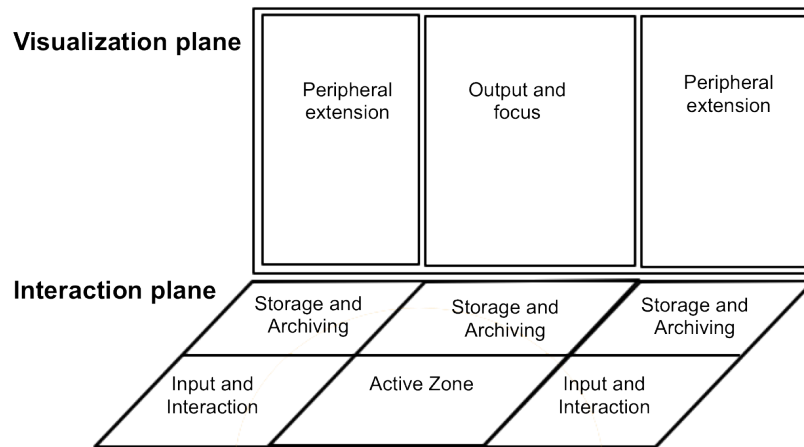 Visualization plane
Peripheral
extension
Output and
focus
Peripheral
extension
Interaction plane
Storage and
Archiving
Storage and
Archiving
Storage and
Archiving
Input and
Interaction
Active Zone
Input and
Interaction